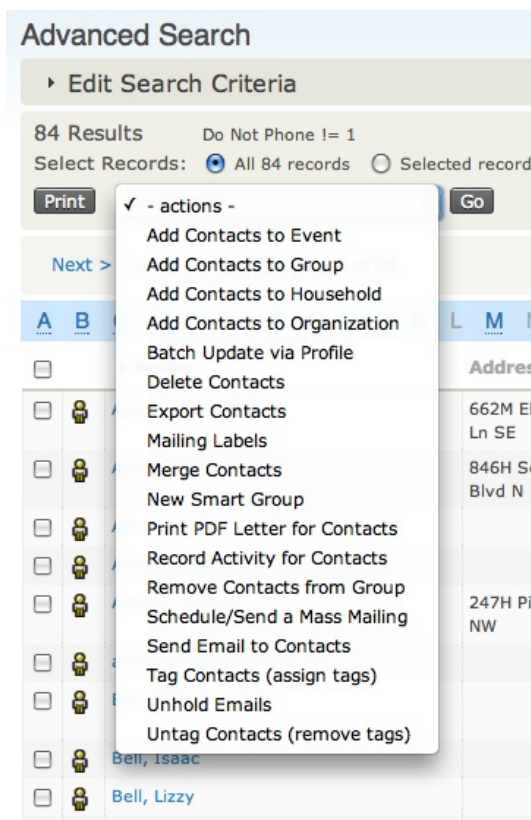 Advanced Search
Edit Search Criteria
84 Results Do Not Phone != 1
Select Records: All 84 records Selected record
Print - actions - Go
Add Contacts to Event
Next > Add Contacts to Group
Add Contacts to Household
A B Add Contacts to Organization L M
Batch Update via Profile
Addres
Delete Contacts
Export Contacts
662M E
Ln SE
Mailing Labels
Merge Contacts
846H S
Blvd N
New Smart Group
Print PDF Letter for Contacts
Record Activity for Contacts
Remove Contacts from Group
247H Pi
NW
Schedule/Send a Mass Mailing
Send Email to Contacts
Tag Contacts (assign tags)
Unhold Emails
Untag Contacts (remove tags)
Bell, Isaac
Bell, Lizzy